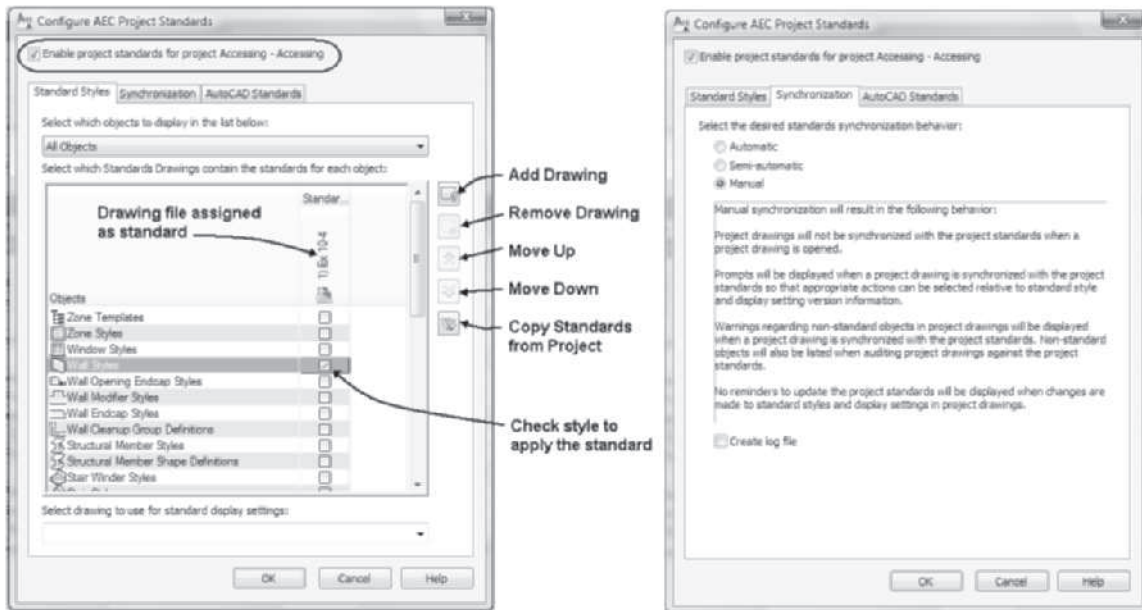 Configure AEC Project Standards
Enable project standards for project Accessing - Accessing
Standard Styles
Synchronization
AutoCAD Standards
Select which objects to display in the list below:
All Objects
Select which Standards Drawings contain the standards for each object:
Standar...
1) Ex 10-4
Drawing file assigned
as standard
Objects
Zone Templates
Zone Styles
Window Styles
Wall Styles
Wall Opening Endcap Styles
Wall Modifier Styles
Wall Endcap Styles
Wall Cleanup Group Definitions
Structural Member Styles
Structural Member Shape Definitions
Stair Winder Styles
Select drawing to use for standard display settings:
OK
Cancel
Help
Add Drawing
Remove Drawing
Move Up
Move Down
Copy Standards
from Project
Check style to
apply the standard
Configure AEC Project Standards
Enable project standards for project Accessing - Accessing
Standard Styles
Synchronization
AutoCAD Standards
Select the desired standards synchronization behavior:
Automatic
Semi-automatic
Manual
Manual synchronization will result in the following behavior:
Project drawings will not be synchronized with the project standards when a
project drawing is opened.
Prompts will be displayed when a project drawing is synchronized with the project
standards so that appropriate actions can be selected relative to standard style
and display setting version information.
Warnings regarding non-standard objects in project drawings will be displayed
when a project drawing is synchronized with the project standards. Non-standard
objects will also be listed when auditing project drawings against the project
standards.
No reminders to update the project standards will be displayed when changes are
made to standard styles and display settings in project drawings.
Create log file
OK
Cancel
Help